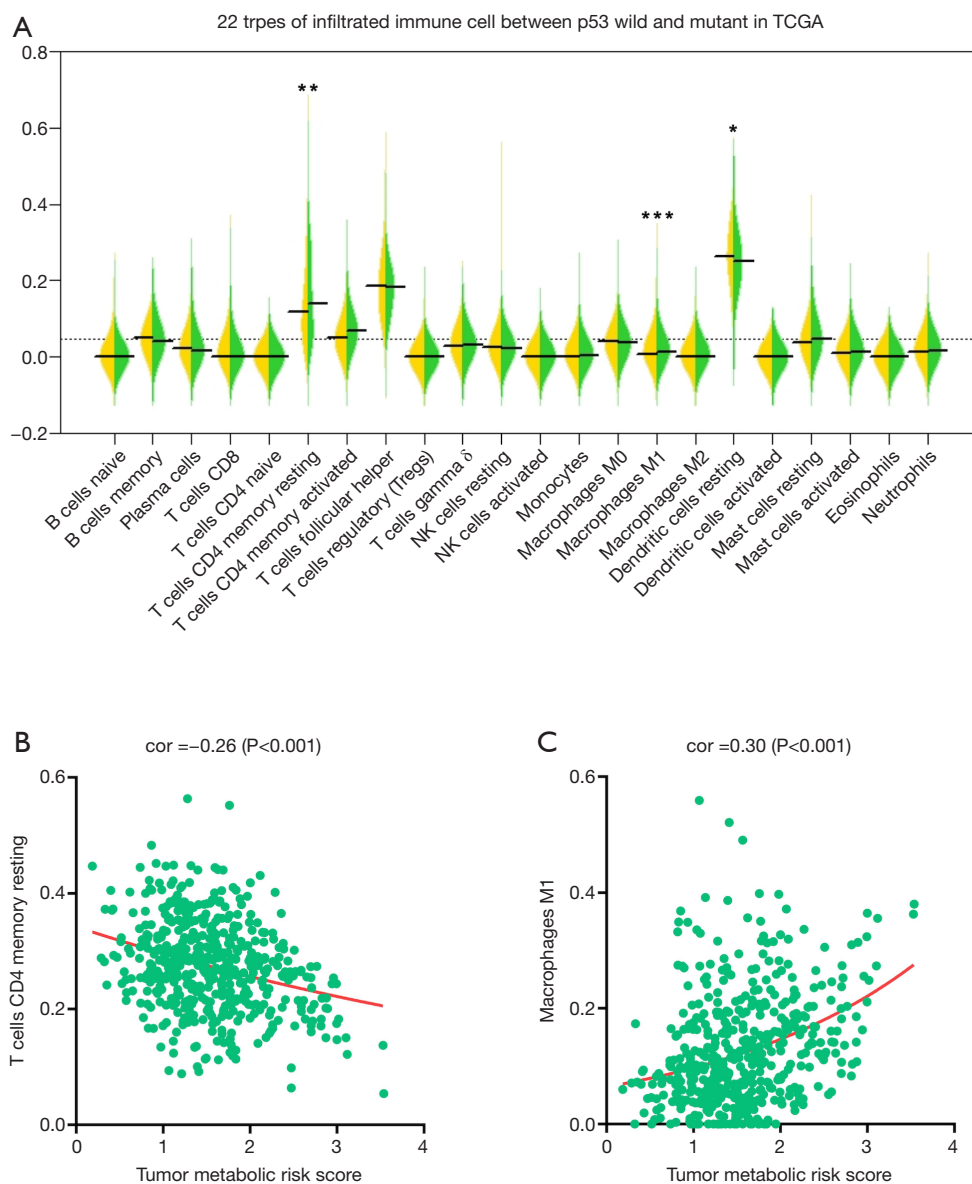 A
22 trpes of infiltrated immune cell between p53 wild and mutant in TCGA
0.8
0.6
0.4
0.2
0.0
−0.2
**
***
*
B cells naive
B cells memory
Plasma cells
T cells CD8
T cells CD4 naive
T cells CD4 memory resting
T cells CD4 memory activated
T cells follicular helper
T cells regulatory (Tregs)
T cells gamma δ
NK cells resting
NK cells activated
Monocytes
Macrophages M0
Macrophages M1
Macrophages M2
Dendritic cells resting
Dendritic cells activated
Mast cells resting
Mast cells activated
Eosinophils
Neutrophils
B
cor =−0.26 (P<0.001)
T cells CD4 memory resting
0.6
0.4
0.2
0.0
0 1 2 3 4
Tumor metabolic risk score
C
cor =0.30 (P<0.001)
Macrophages M1
0.6
0.4
0.2
0.0
0 1 2 3 4
Tumor metabolic risk score